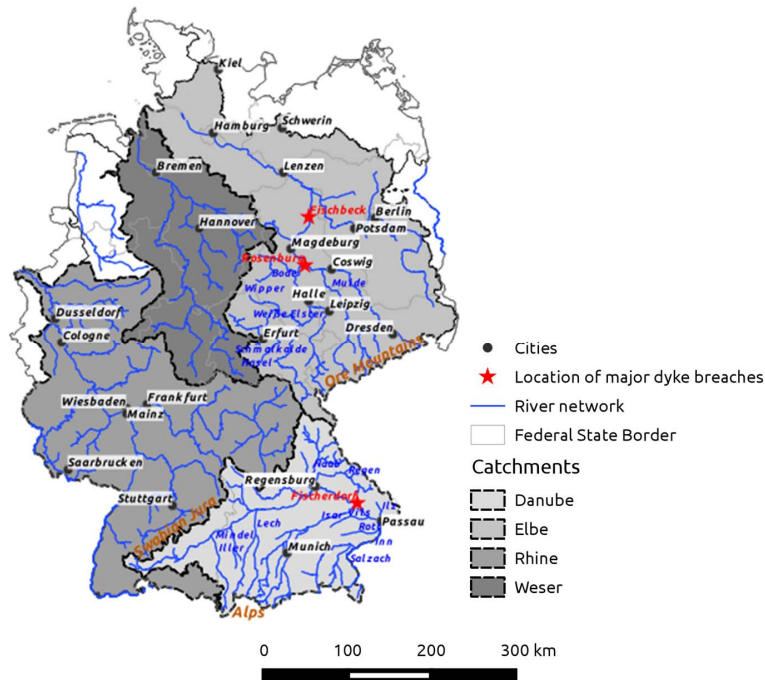 Kiel
Hamburg
Schwerin
Bremen
Lenzen
Fischbeck
Berlin
Hannover
Potsdam
Magdeburg
Rosenburg
Coswig
Bode
Mulde
Wipper
Halle
Leipzig
Weiße Elster
Dusseldorf
Dresden
Cologne
Erfurt
Schmalkalde
Hasel
Ore Mountains
Wiesbaden
Frankfurt
Mainz
Saarbrucken
Naab
Regen
Regensburg
Stuttgart
Fischerdorf
Ilz
Swabian Jura
Isar
Vils
Lech
Rott
Passau
Mindel
Inn
Iller
Munich
Salzach
Alps
Cities
Location of major dyke breaches
River network
Federal State Border
Catchments
Danube
Elbe
Rhine
Weser
0 100 200 300 km